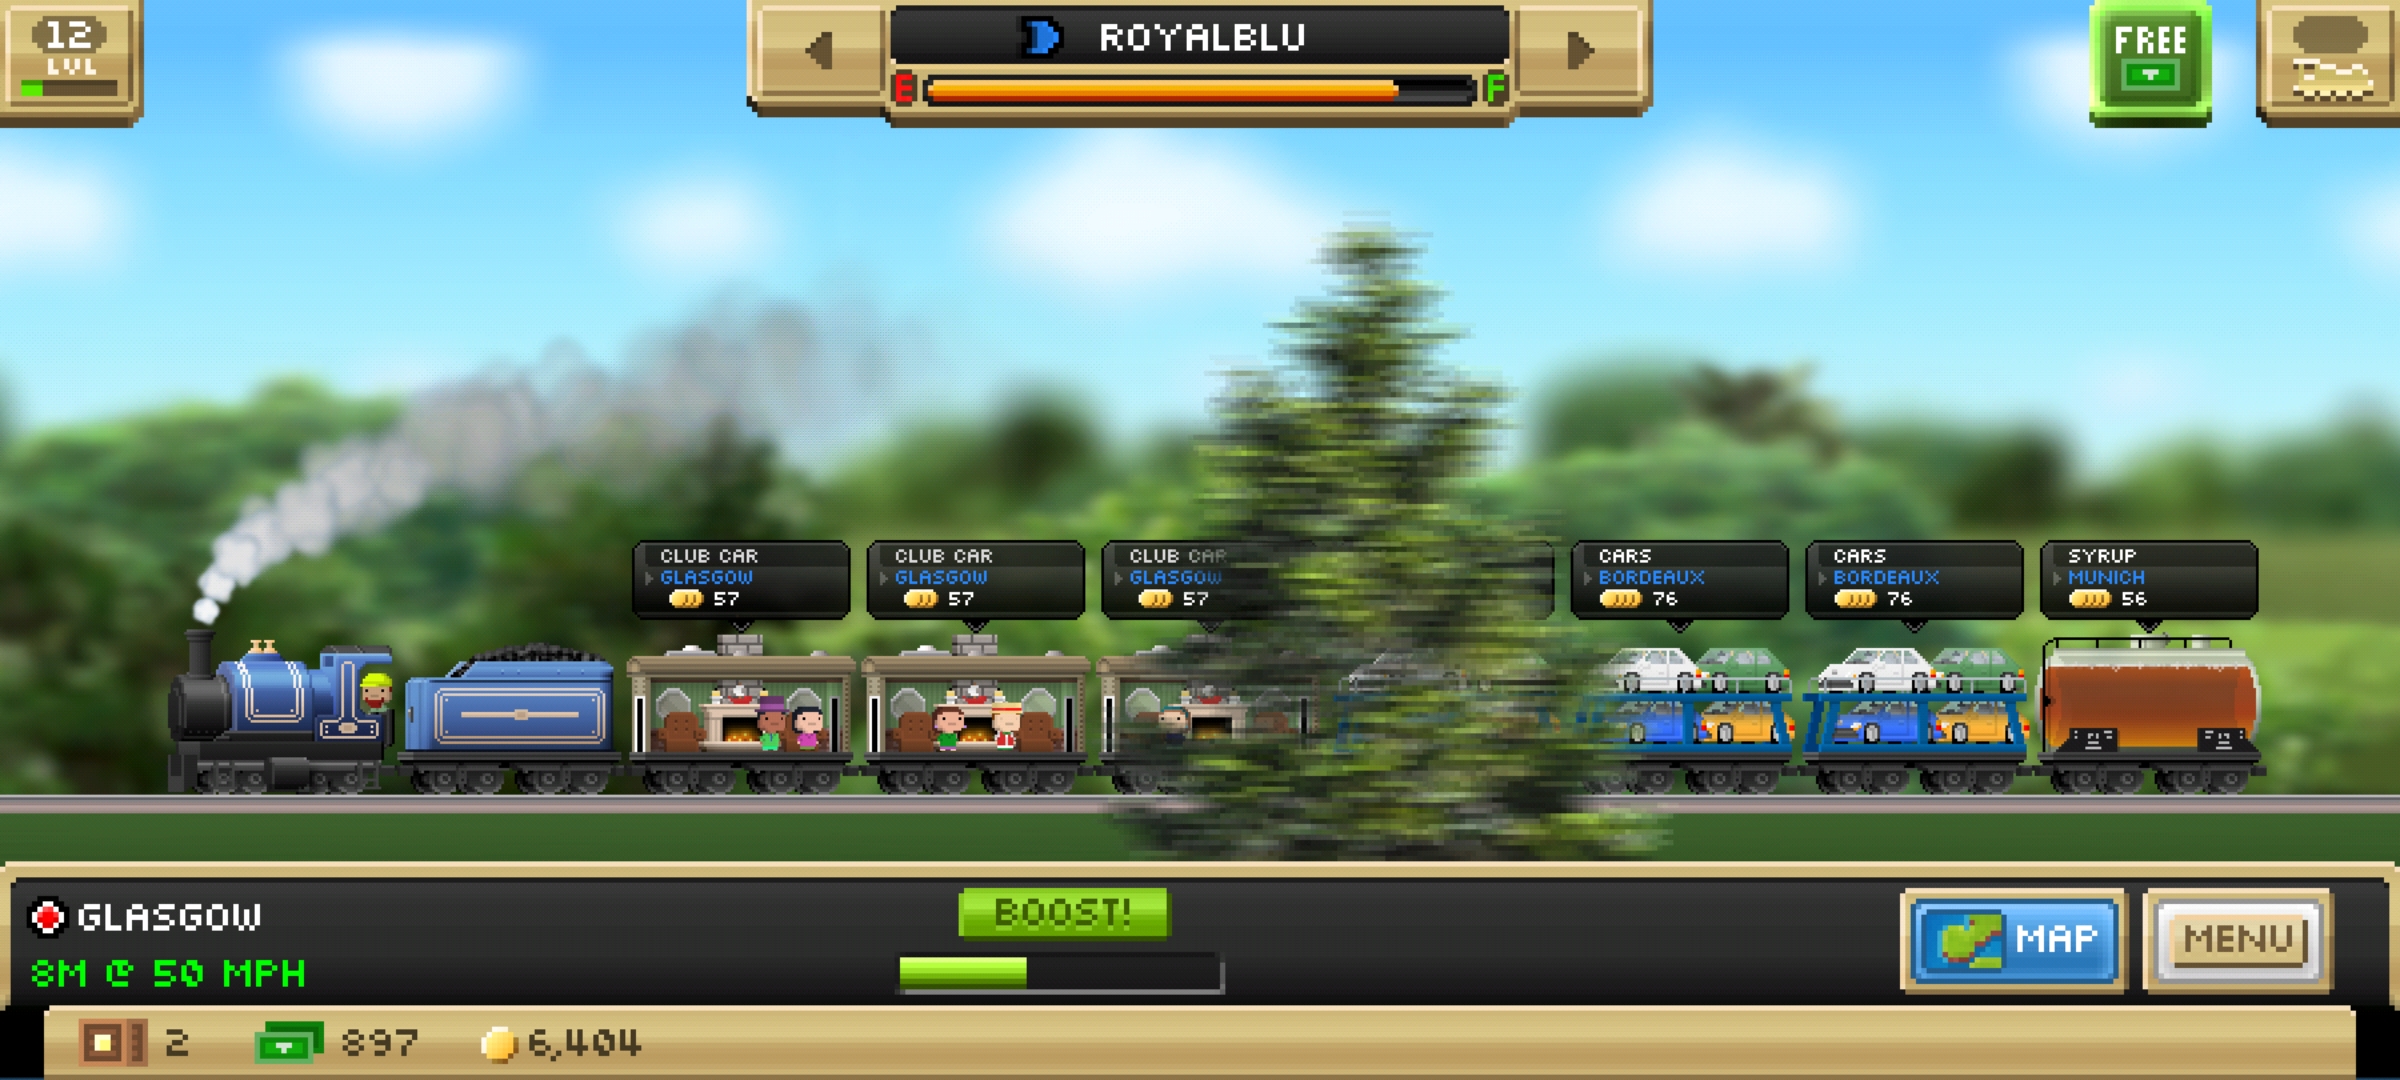 12
LVL
ROYALBLU
E
F
FREE
CLUB CAR
GLASGOW
57
CLUB CAR
GLASGOW
57
CLUB CAR
GLASGOW
57
CARS
BORDEAUX
76
CARS
BORDEAUX
76
SYRUP
MUNICH
56
GLASGOW
8M @ 50 MPH
BOOST!
MAP
MENU
2
897
6,404